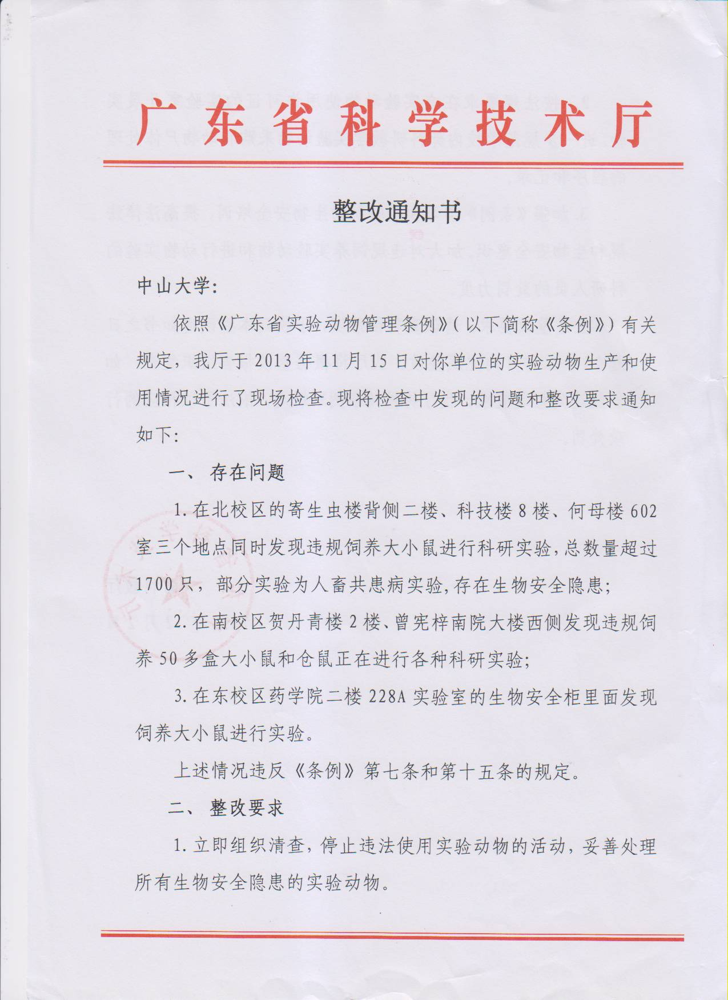 广东省科学技术厅
整改通知书
中山大学:
依照《广东省实验动物管理条例》(以下简称《条例》)有关
规定，我厅于2013年11月15日对你单位的实验动物生产和使
用情况进行了现场检查。现将检查中发现的问题和整改要求通知
如下:
一、 存在问题
1.在北校区的寄生虫楼背侧二楼、科技楼8楼、何母楼602
室三个地点同时发现违规饲养大小鼠进行科研实验,总数量超过
1700只，部分实验为人畜共患病实验,存在生物安全隐患;
2.在南校区贺丹青楼2楼、曾宪梓南院大楼西侧发现违规饲
养50多盒大小鼠和仓鼠正在进行各种科研实验;
3.在东校区药学院二楼228A实验室的生物安全柜里面发现
饲养大小鼠进行实验。
上述情况违反《条例》第七条和第十五条的规定。
二、 整改要求
1.立即组织清查，停止违法使用实验动物的活动，妥善处理
所有生物安全隐患的实验动物。